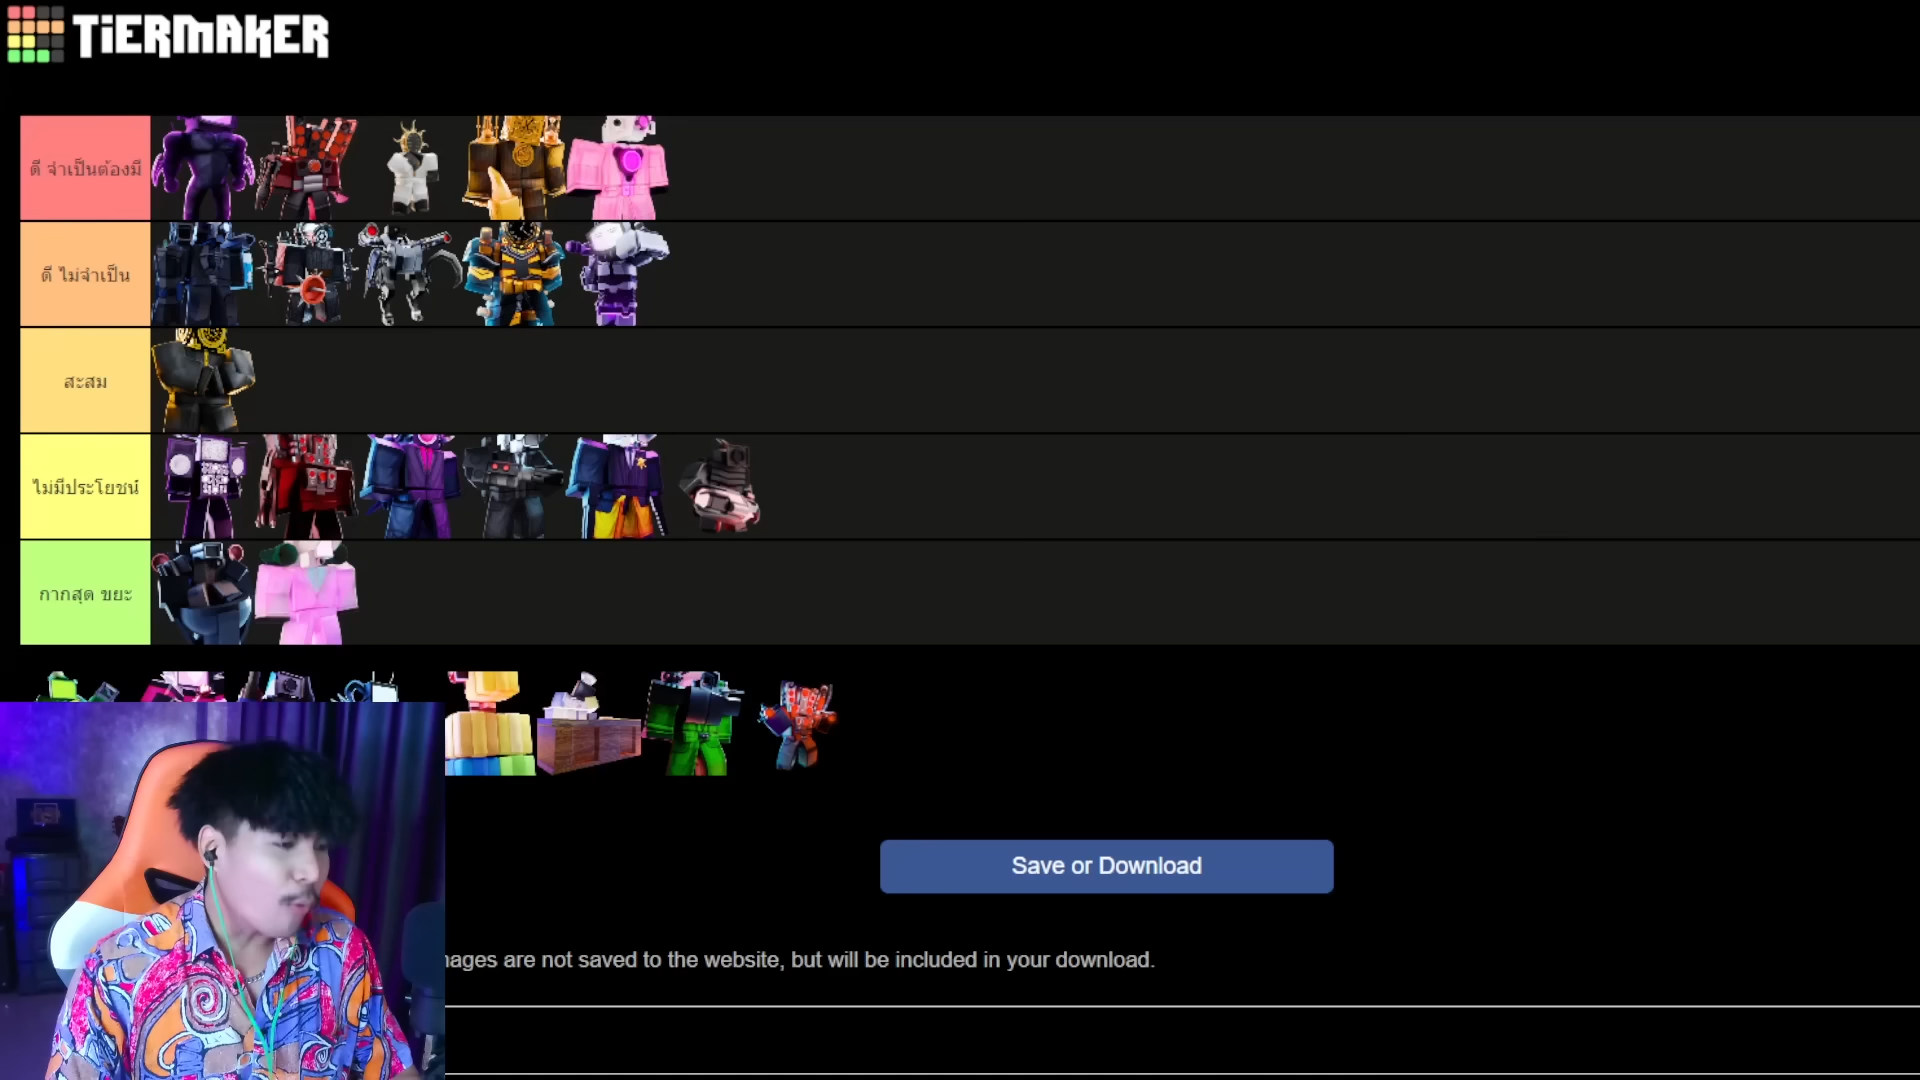 TiERMAKER
ดี จำเป็นต้องมี
ดี ไม่จำเป็น
สะสม
ไม่มีประโยชน์
กากสุด ขยะ
Save or Download
mages are not saved to the website, but will be included in your download.